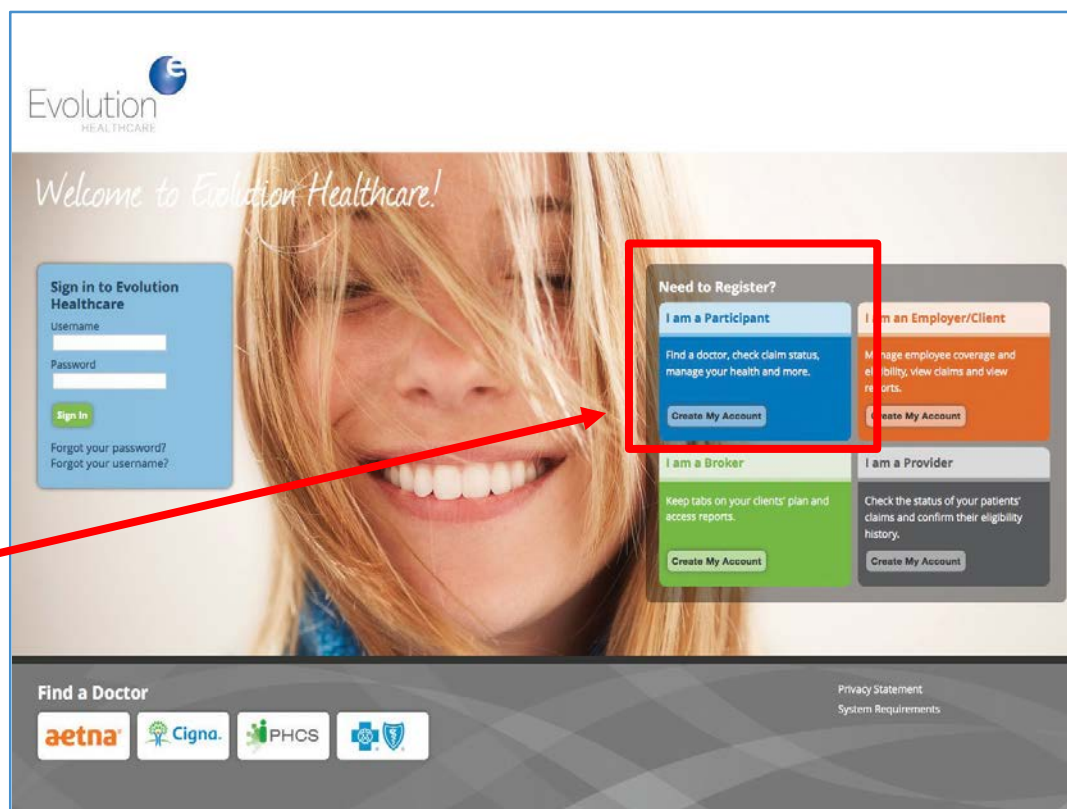 e
Evolution
HEALTHCARE
Welcome to Evolution Healthcare!
Sign in to Evolution
Healthcare
Username
Password
Sign In
Forgot your password?
Forgot your username?
Need to Register?
I am a Participant
Find a doctor, check claim status,
manage your health and more.
Create My Account
I am an Employer/Client
Manage employee coverage and
eligibility, view claims and view
reports.
Create My Account
I am a Broker
Keep tabs on your clients' plan and
access reports.
Create My Account
I am a Provider
Check the status of your patients'
claims and confirm their eligibility
history.
Create My Account
Find a Doctor
aetna
Cigna.
PHCS
Privacy Statement
System Requirements